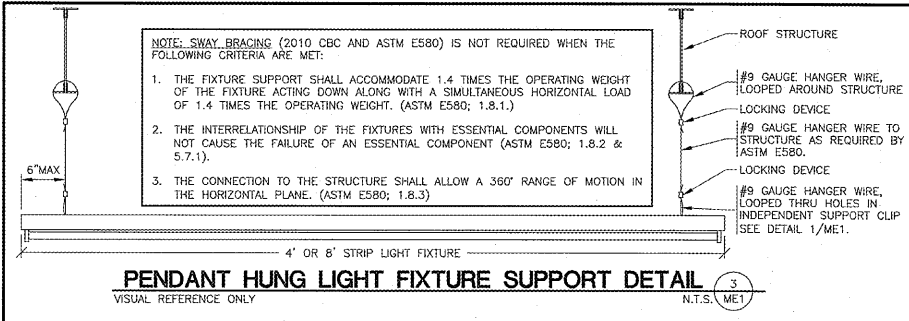 NOTE: SWAY BRACING (2010 CBC AND ASTM E580) IS NOT REQUIRED WHEN THE
FOLLOWING CRITERIA ARE MET:
1. THE FIXTURE SUPPORT SHALL ACCOMMODATE 1.4 TIMES THE OPERATING WEIGHT
OF THE FIXTURE ACTING DOWN ALONG WITH A SIMULTANEOUS HORIZONTAL LOAD
OF 1.4 TIMES THE OPERATING WEIGHT. (ASTM E580; 1.8.1.)
2. THE INTERRELATIONSHIP OF THE FIXTURES WITH ESSENTIAL COMPONENTS WILL
NOT CAUSE THE FAILURE OF AN ESSENTIAL COMPONENT (ASTM E580; 1.8.2 &
5.7.1).
3. THE CONNECTION TO THE STRUCTURE SHALL ALLOW A 360° RANGE OF MOTION IN
THE HORIZONTAL PLANE. (ASTM E580; 1.8.3)
ROOF STRUCTURE
#9 GAUGE HANGER WIRE,
LOOPED AROUND STRUCTURE
LOCKING DEVICE
#9 GAUGE HANGER WIRE TO
STRUCTURE AS REQUIRED BY
ASTM E580.
LOCKING DEVICE
#9 GAUGE HANGER WIRE,
LOOPED THRU HOLES IN
INDEPENDENT SUPPORT CLIP
SEE DETAIL 1/ME1.
6"MAX
4' OR 8' STRIP LIGHT FIXTURE
PENDANT HUNG LIGHT FIXTURE SUPPORT DETAIL
VISUAL REFERENCE ONLY
N.T.S.
3
ME1